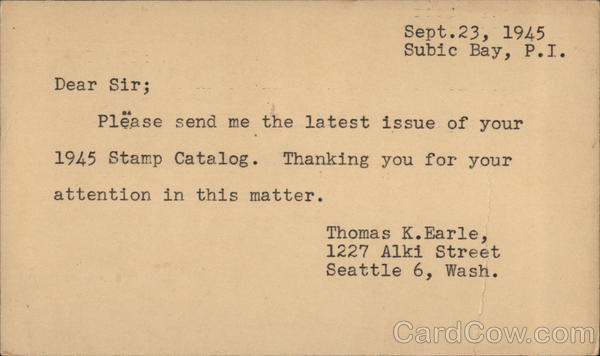 Sept.23, 1945
Subic Bay, P.I.
Dear Sir;
Please send me the latest issue of your
1945 Stamp Catalog. Thanking you for your
attention in this matter.
Thomas K.Earle,
1227 Alki Street
Seattle 6, Wash.
CardCow.com